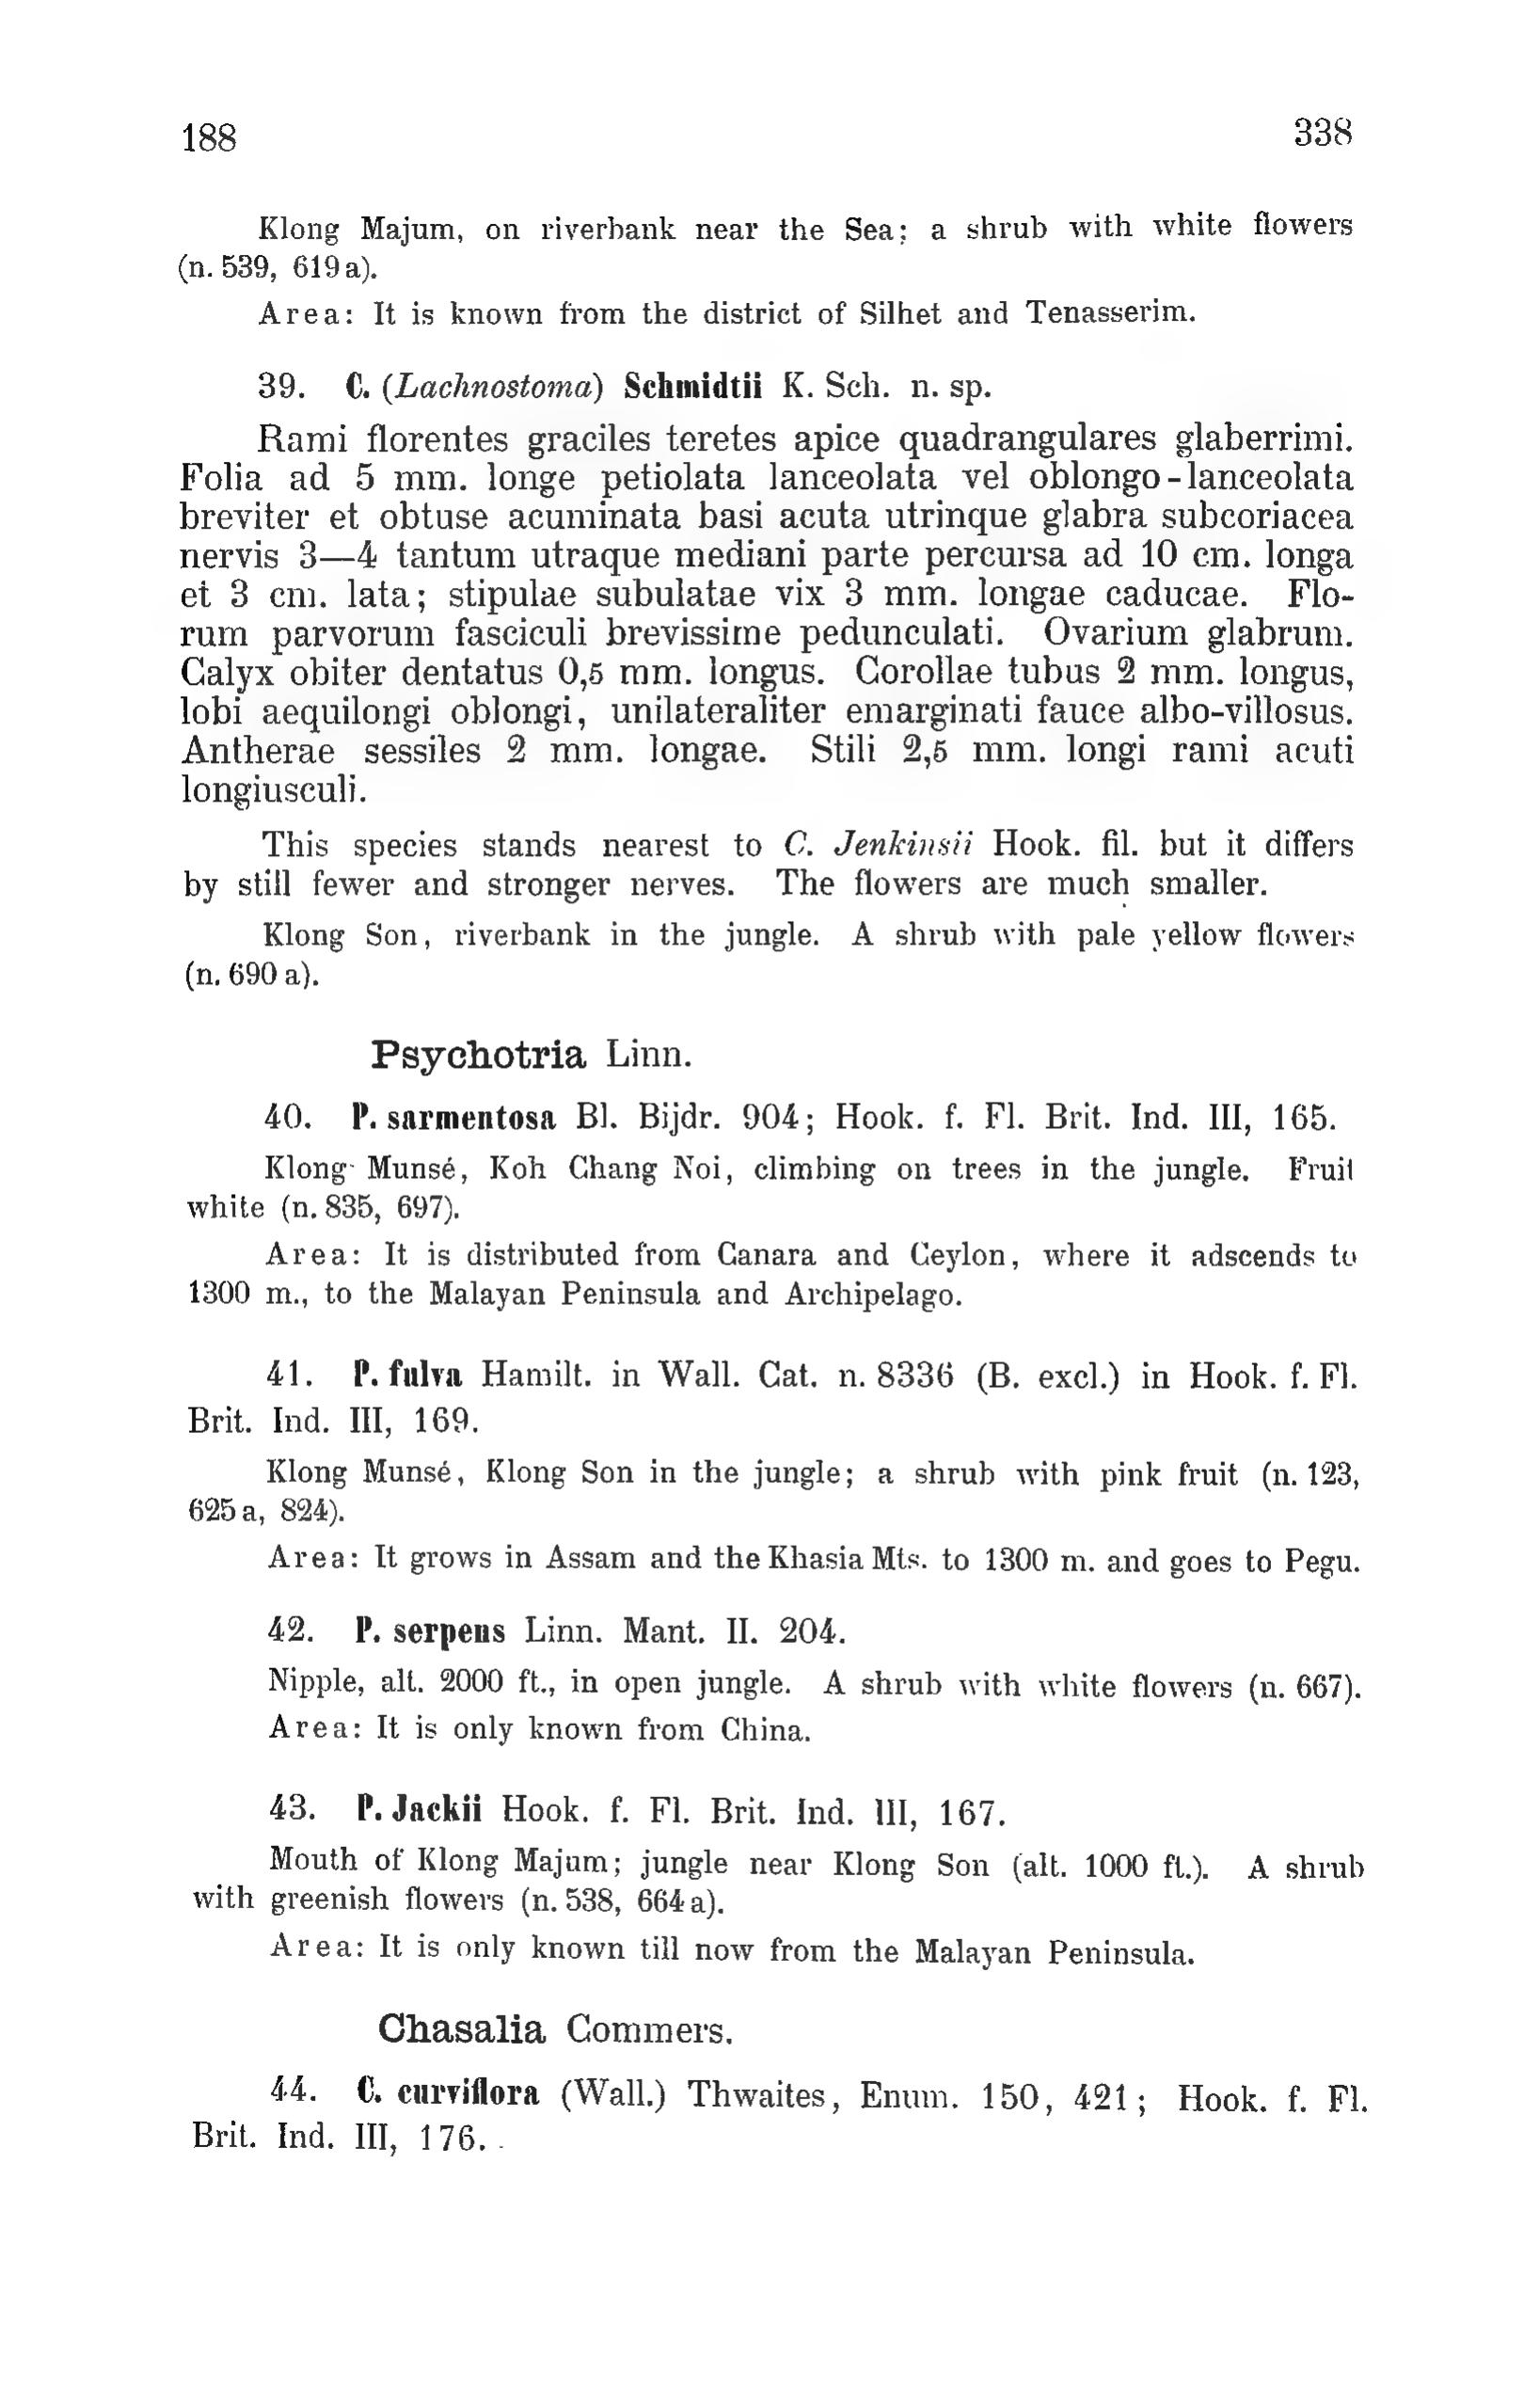 188 338
Klong Majum, on riverbank near the Sea; a shrub with white flowers
(n. 539, 619 a).
Area: It is known from the district of Silhet and Tenasserim.
39. C. (Lachnostoma) Schmidtii K. Sch. n. sp.
Rami florentes graciles teretes apice quadrangulares glaberrimi.
Folia ad 5 mm. longe petiolata lanceolata vel oblongo-lanceolata
breviter et obtuse acuminata basi acuta utrinque glabra subcoriacea
nervis 3—4 tantum utraque mediani parte percursa ad 10 cm. longa
et 3 cm. lata; stipulae subulatae vix 3 mm. longae caducae. Flo-
rum parvorum fasciculi brevissime pedunculati. Ovarium glabrum.
Calyx obiter dentatus 0,5 mm. longus. Corollae tubus 2 mm. longus,
lobi aequilongi oblongi, unilateraliter emarginati fauce albo-villosus.
Antherae sessiles 2 mm. longae. Stili 2,5 mm. longi rami acuti
longiusculi.
This species stands nearest to C. Jenkinsii Hook. fil. but it differs
by still fewer and stronger nerves. The flowers are much smaller.
Klong Son, riverbank in the jungle. A shrub with pale yellow flowers
(n. 690 a).
Psychotria Linn.
40. P. sarmentosa Bl. Bijdr. 904; Hook. f. Fl. Brit. Ind. III, 165.
Klong Munsé, Koh Chang Noi, climbing on trees in the jungle. Fruit
white (n. 835, 697).
Area: It is distributed from Canara and Ceylon, where it adscends to
1300 m., to the Malayan Peninsula and Archipelago.
41. P. fulva Hamilt. in Wall. Cat. n. 8336 (B. excl.) in Hook. f. Fl.
Brit. Ind. III, 169.
Klong Munsé, Klong Son in the jungle; a shrub with pink fruit (n. 123,
625 a, 824).
Area: It grows in Assam and the Khasia Mts. to 1300 m. and goes to Pegu.
42. P. serpens Linn. Mant. II. 204.
Nipple, alt. 2000 ft., in open jungle. A shrub with white flowers (n. 667).
Area: It is only known from China.
43. P. Jackii Hook. f. Fl. Brit. Ind. III, 167.
Mouth of Klong Majum; jungle near Klong Son (alt. 1000 ft.). A shrub
with greenish flowers (n. 538, 664 a).
Area: It is only known till now from the Malayan Peninsula.
Chasalia Commers.
44. C. curviflora (Wall.) Thwaites, Enum. 150, 421; Hook. f. Fl.
Brit. Ind. III, 176.